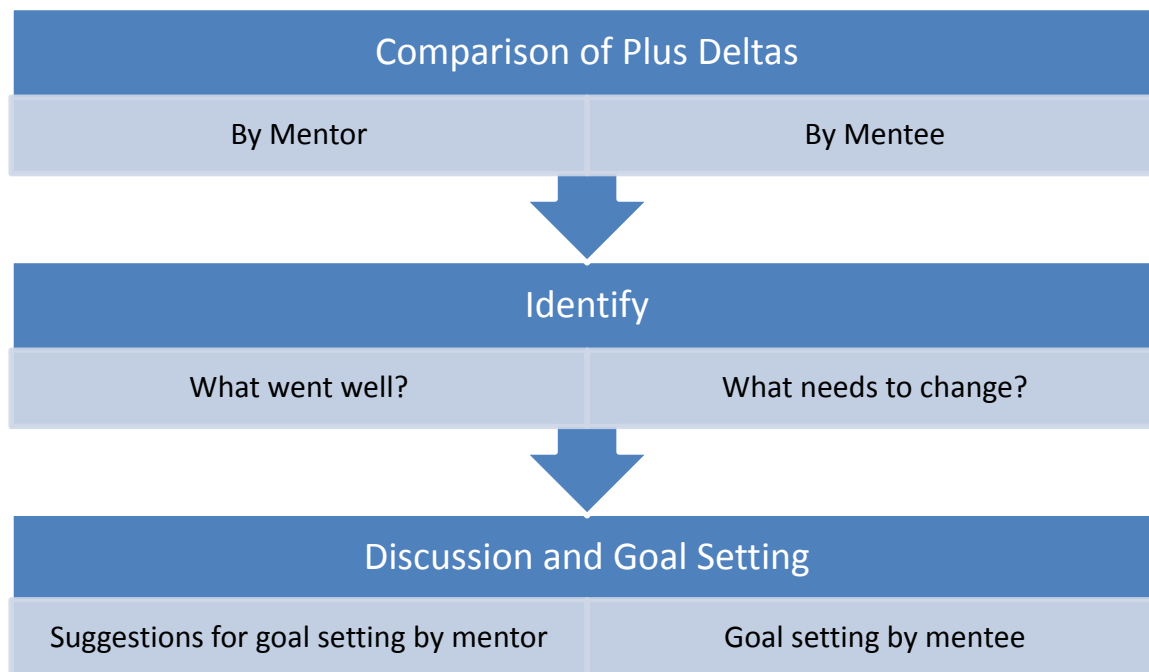 Comparison of Plus Deltas
By Mentor
By Mentee
Identify
What went well?
What needs to change?
Discussion and Goal Setting
Suggestions for goal setting by mentor
Goal setting by mentee